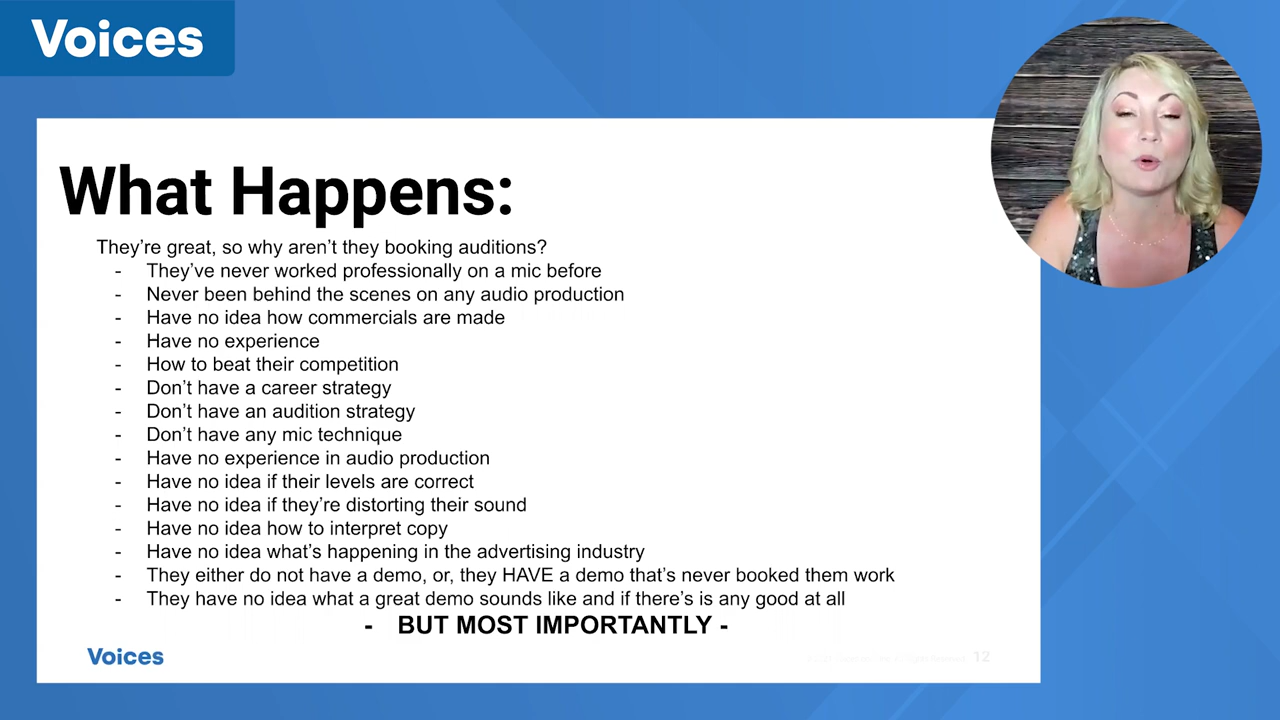 Voices
What Happens:
They’re great, so why aren’t they booking auditions?
- They’ve never worked professionally on a mic before
- Never been behind the scenes on any audio production
- Have no idea how commercials are made
- Have no experience
- How to beat their competition
- Don’t have a career strategy
- Don’t have an audition strategy
- Don’t have any mic technique
- Have no experience in audio production
- Have no idea if their levels are correct
- Have no idea if they’re distorting their sound
- Have no idea how to interpret copy
- Have no idea what’s happening in the advertising industry
- They either do not have a demo, or, they HAVE a demo that’s never booked them work
- They have no idea what a great demo sounds like and if there’s is any good at all
- BUT MOST IMPORTANTLY -
Voices
12